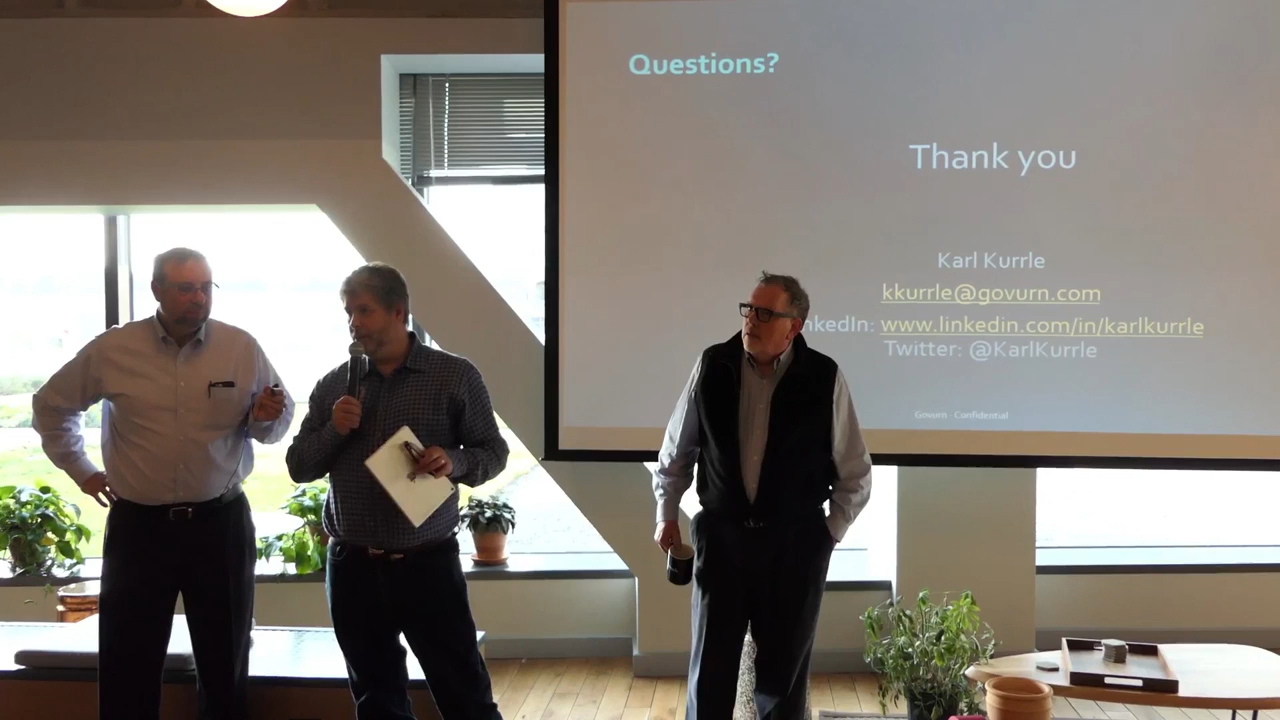 Questions?
Thank you
Karl Kurrle
kkurrle@govurn.com
nkedIn: www.linkedin.com/in/karlkurrle
Twitter: @KarlKurrle
Govurn - Confidential